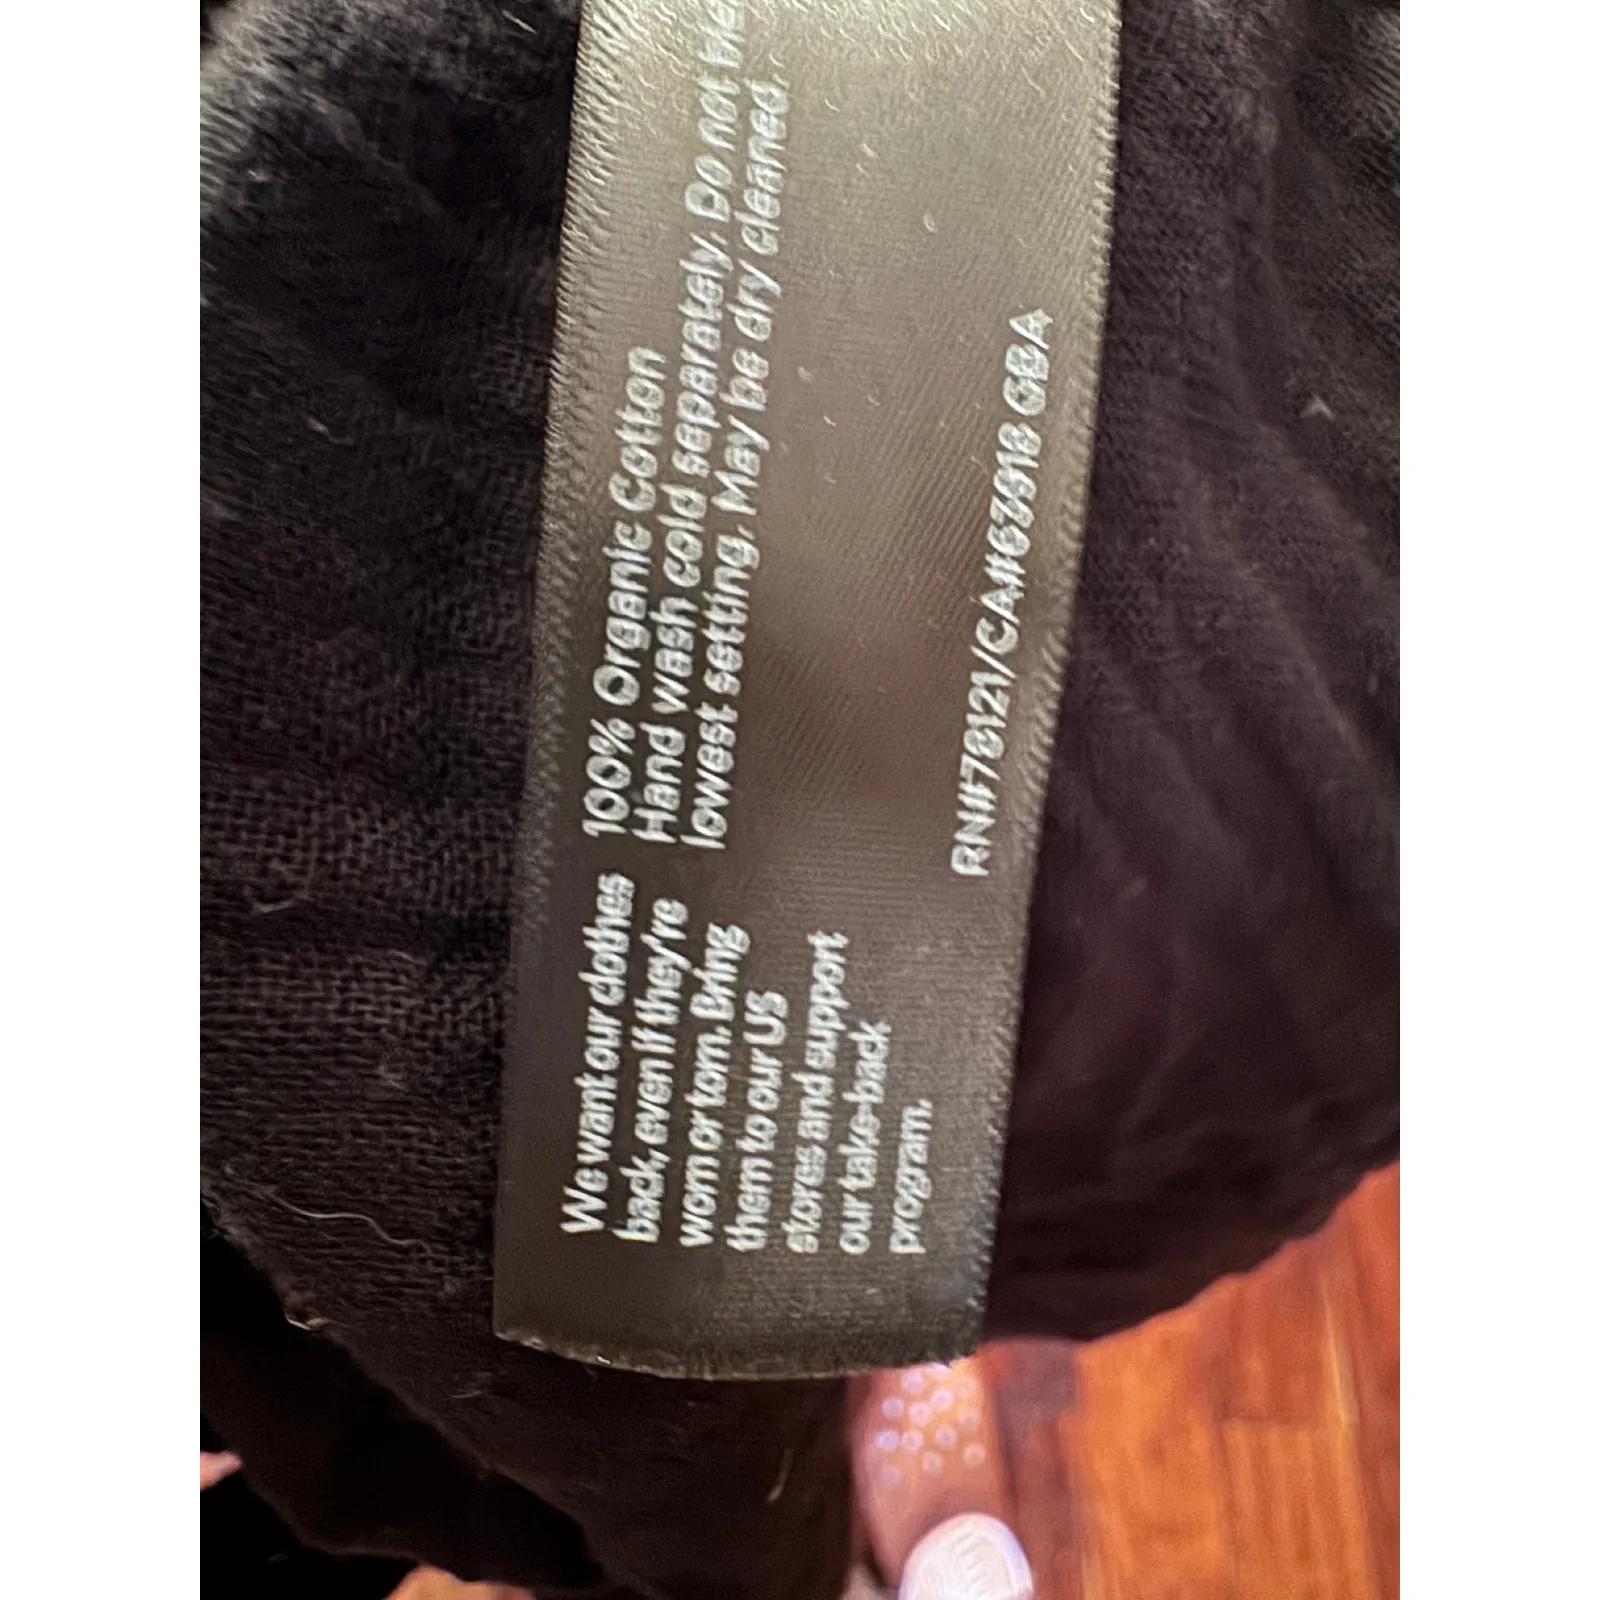 100% Organic Cotton
Hand wash cold separately. Do not
lowest setting. May be dry cleaned.
RN#78121/CA#67918 GBA
We want our clothes
back, even if they're
worn or torn. Bring
them to our US
stores and support
our take-back
program.